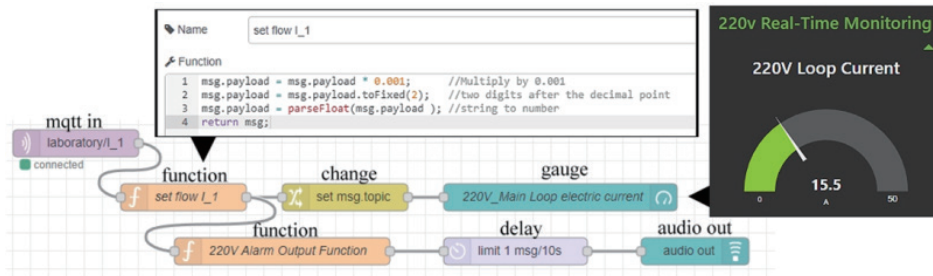 Name
set flow I_1
Function
1 msg.payload = msg.payload * 0.001; //Multiply by 0.001
2 msg.payload = msg.payload.toFixed(2); //two digits after the decimal point
3 msg.payload = parseFloat(msg.payload ); //string to number
4 return msg;
220v Real-Time Monitoring
220V Loop Current
15.5
0
A
50
mqtt in
laboratory/I_1
connected
function
set flow I_1
change
set msg.topic
gauge
220V_Main Loop electric current
function
220V Alarm Output Function
delay
limit 1 msg/10s
audio out
audio out